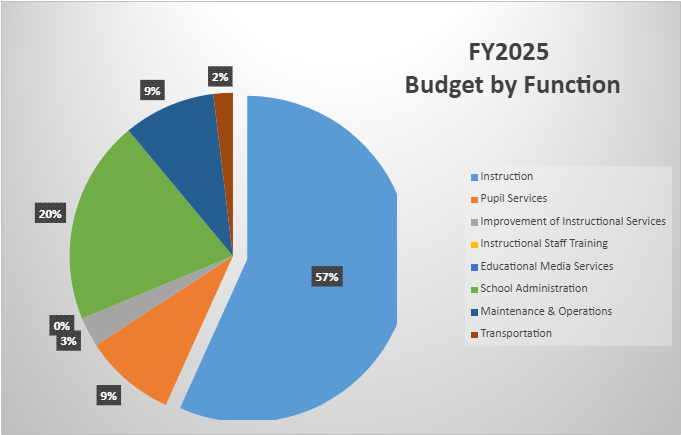 FY2025
Budget by Function
2%
9%
20%
57%
0%
3%
9%
Instruction
Pupil Services
Improvement of Instructional Services
Instructional Staff Training
Educational Media Services
School Administration
Maintenance & Operations
Transportation